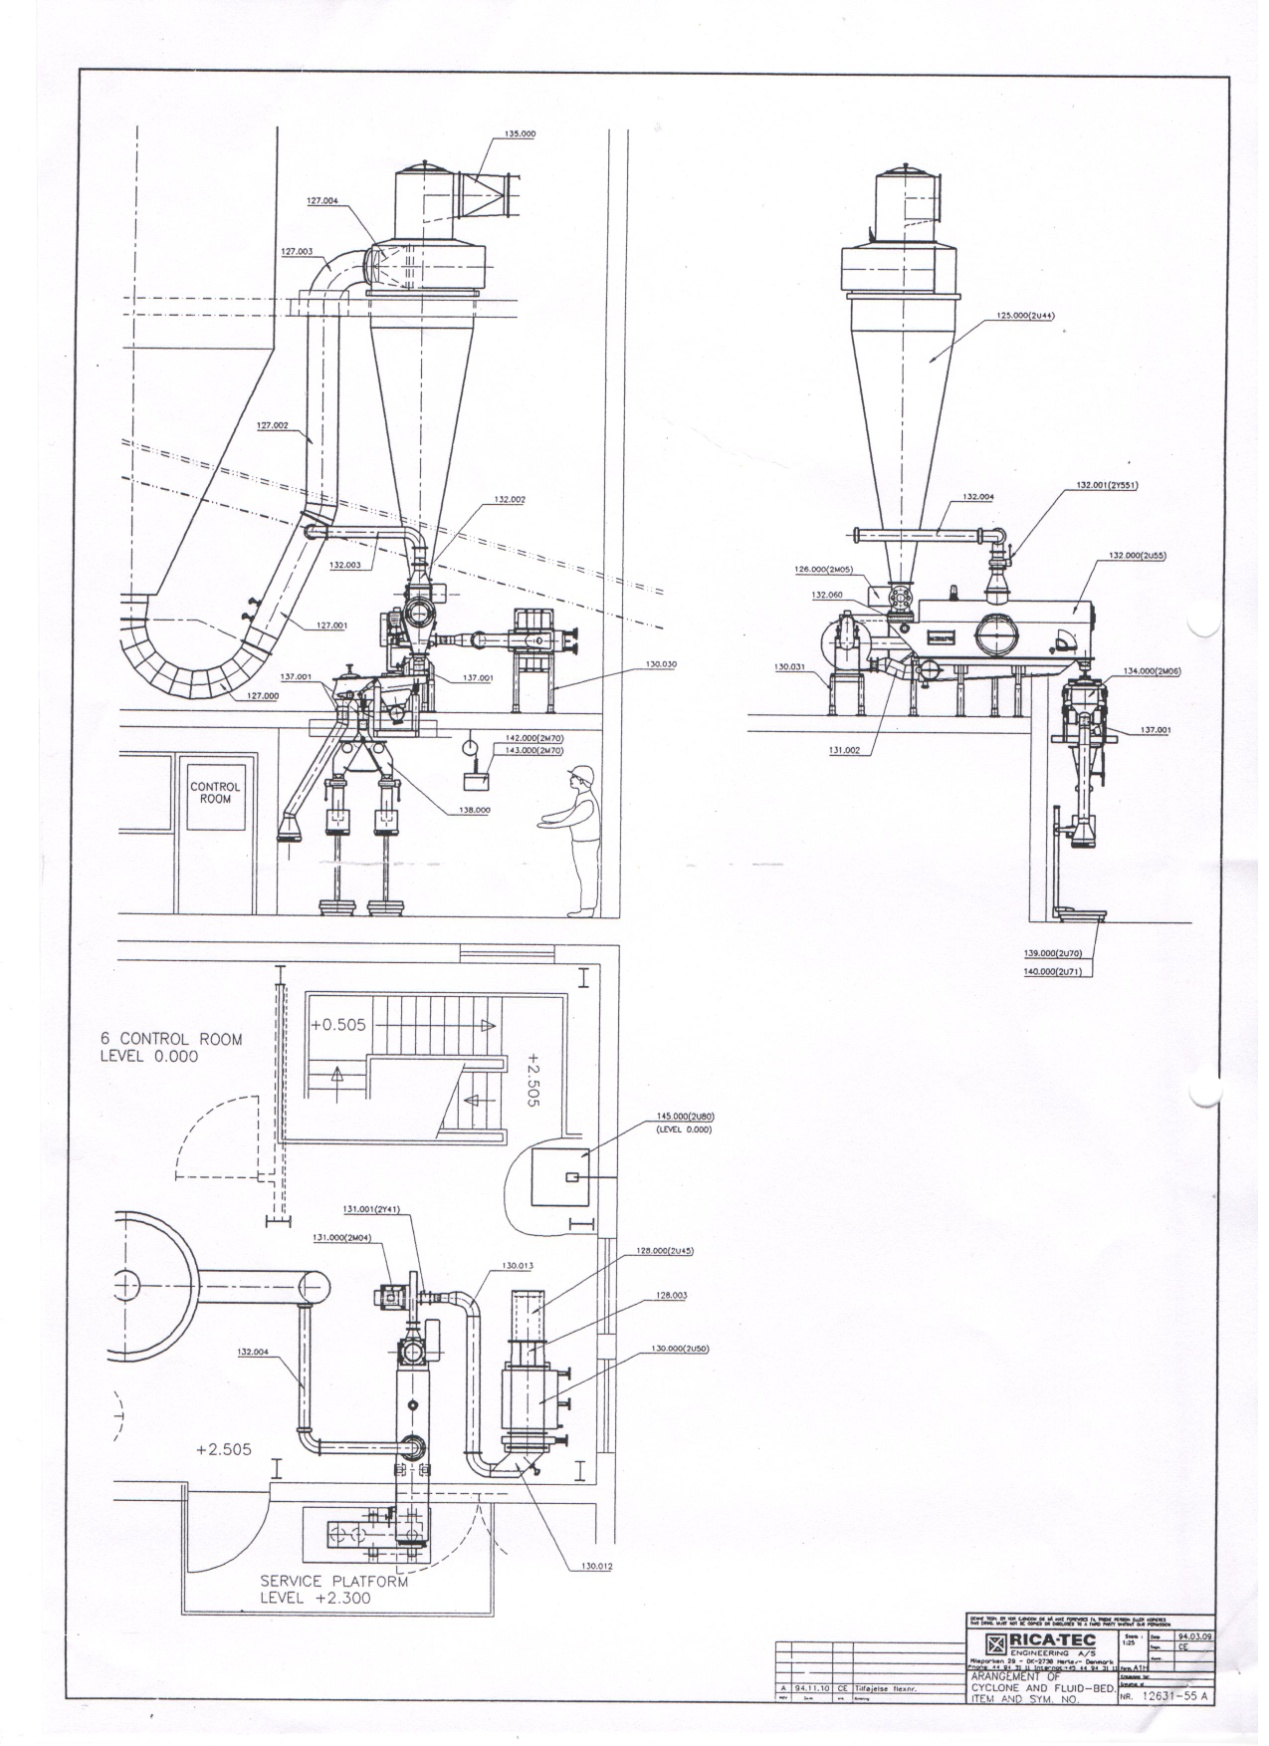 135.000
127.004
127.003
125.000(2U44)
127.002
132.002
132.004
132.001(2Y551)
132.003
126.000(2M05)
132.000(2U55)
132.060
127.001
130.030
130.031
134.000(2M06)
137.001
137.001
127.000
142.000(2M70)
143.000(2M70)
137.001
131.002
CONTROL
ROOM
138.000
139.000(2U70)
140.000(2U71)
6 CONTROL ROOM
LEVEL 0.000
+0.505
+2.505
145.000(2U80)
(LEVEL 0.000)
131.001(2Y41)
131.000(2M04)
130.013
128.000(2U45)
128.003
132.004
130.000(2U50)
+2.505
130.012
SERVICE PLATFORM
LEVEL +2.300
RICA-TEC
ENGINEERING A/S
1:25
94.03.09
CE
ARANGEMENT OF
CYCLONE AND FLUID-BED.
ITEM AND SYM. NO.
NR. 12631-55 A
A 94.11.10 CE Tilføjelse flexnr.